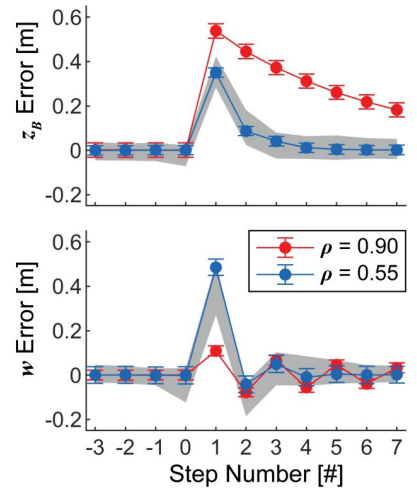 0.6
0.4
0.2
0
-0.2
z_B Error [m]
0.6
0.4
0.2
0
-0.2
w Error [m]
ρ = 0.90
ρ = 0.55
-3 -2 -1 0 1 2 3 4 5 6 7
Step Number [#]